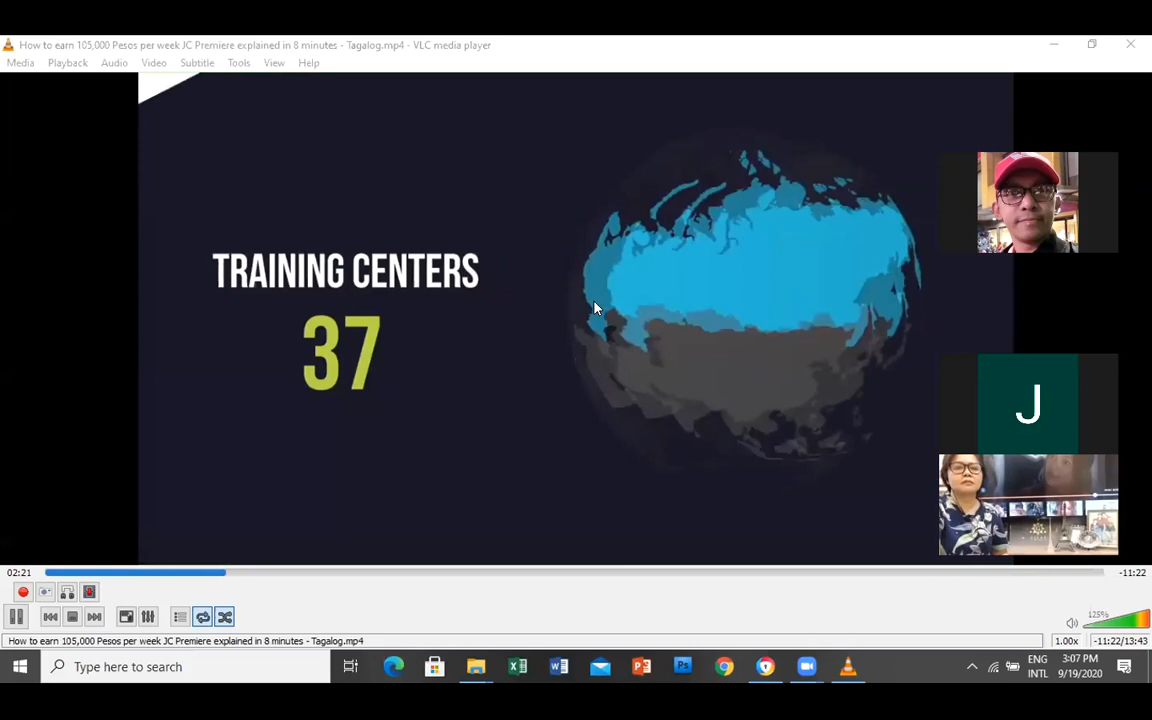 How to earn 105,000 Pesos per week JC Premiere explained in 8 minutes - Tagalog.mp4 - VLC media player
Media Playback Audio Video Subtitle Tools View Help
TRAINING CENTERS
37
J
02:21
-11:22
125%
How to earn 105,000 Pesos per week JC Premiere explained in 8 minutes - Tagalog.mp4
1.00x
-11:22/13:43
Type here to search
ENG
INTL
3:07 PM
9/19/2020